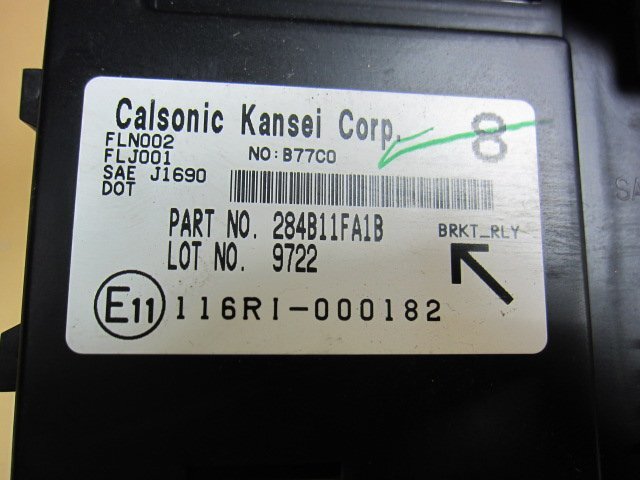 Calsonic Kansei Corp. 8
FLN002
FLJ001 NO:B77C0
SAE J1690
DOT
PART NO. 284B11FA1B BRKT_RLY
LOT NO. 9722
E11 116RI-000182